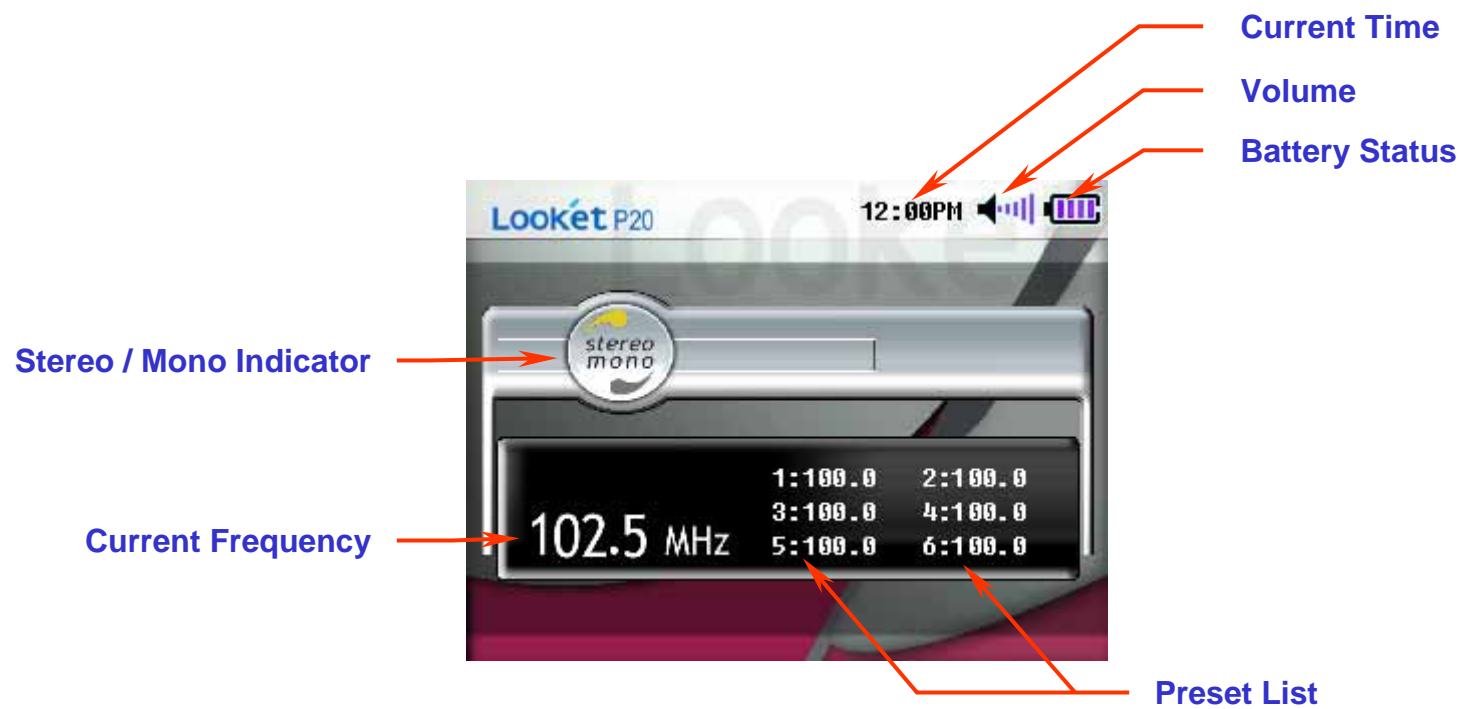 Current Time
Volume
Battery Status
Lookét P20
12:00PM
Looke
stereo
mono
Stereo / Mono Indicator
1:100.0 2:100.0
3:100.0 4:100.0
102.5 MHz
5:100.0 6:100.0
Current Frequency
Preset List